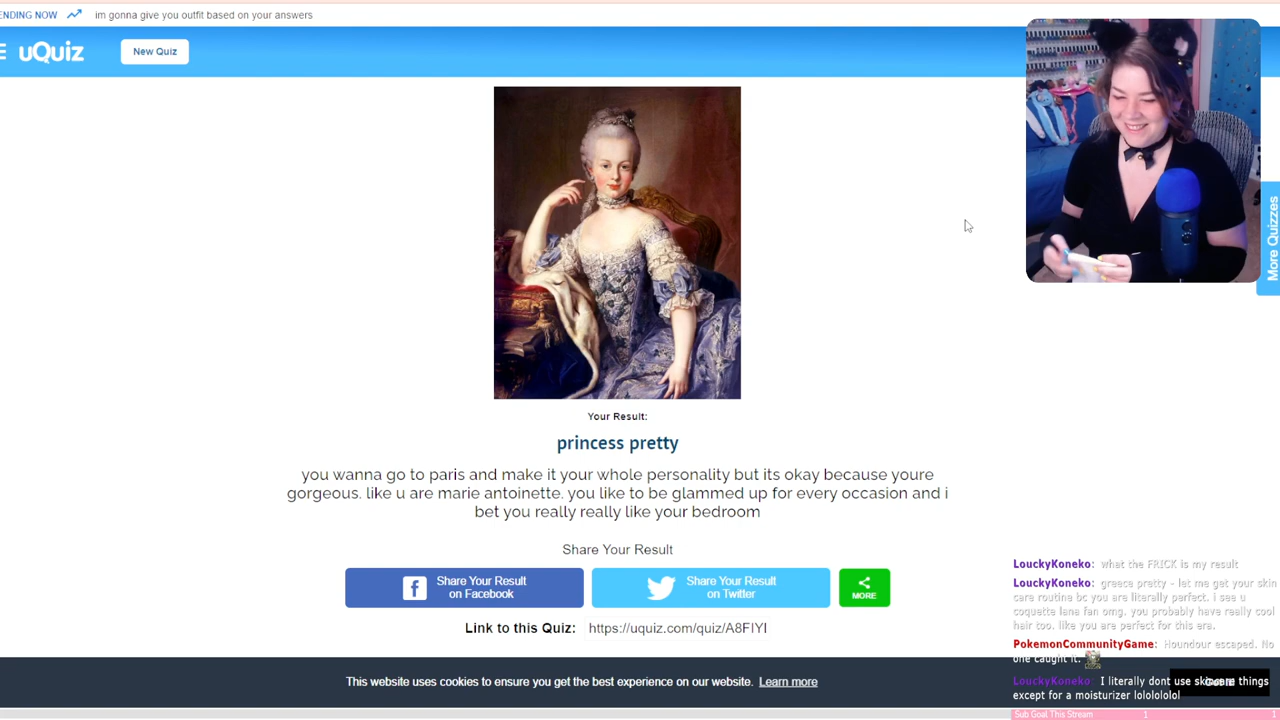 ENDING NOW
im gonna give you outfit based on your answers
uQuiz
New Quiz
More Quizzes
Your Result:
princess pretty
you wanna go to paris and make it your whole personality but its okay because youre
gorgeous. like u are marie antoinette. you like to be glammed up for every occasion and i
bet you really really like your bedroom
Share Your Result
Share Your Result
on Facebook
Share Your Result
on Twitter
MORE
Link to this Quiz: https://uquiz.com/quiz/A8FIYI
This website uses cookies to ensure you get the best experience on our website. Learn more
LouckyKoneko: what the FRICK is my result
LouckyKoneko: greece pretty - let me get your skin
care routine bc you are literally perfect. i see u
coquette lana fan omg. you probably have really cool
hair too. like you are perfect for this era.
PokemonCommunityGame: Houndour escaped. No
one caught it.
LouckyKoneko: I literally dont use skincare things
except for a moisturizer lolololol
Sub Goal This Stream 1 1